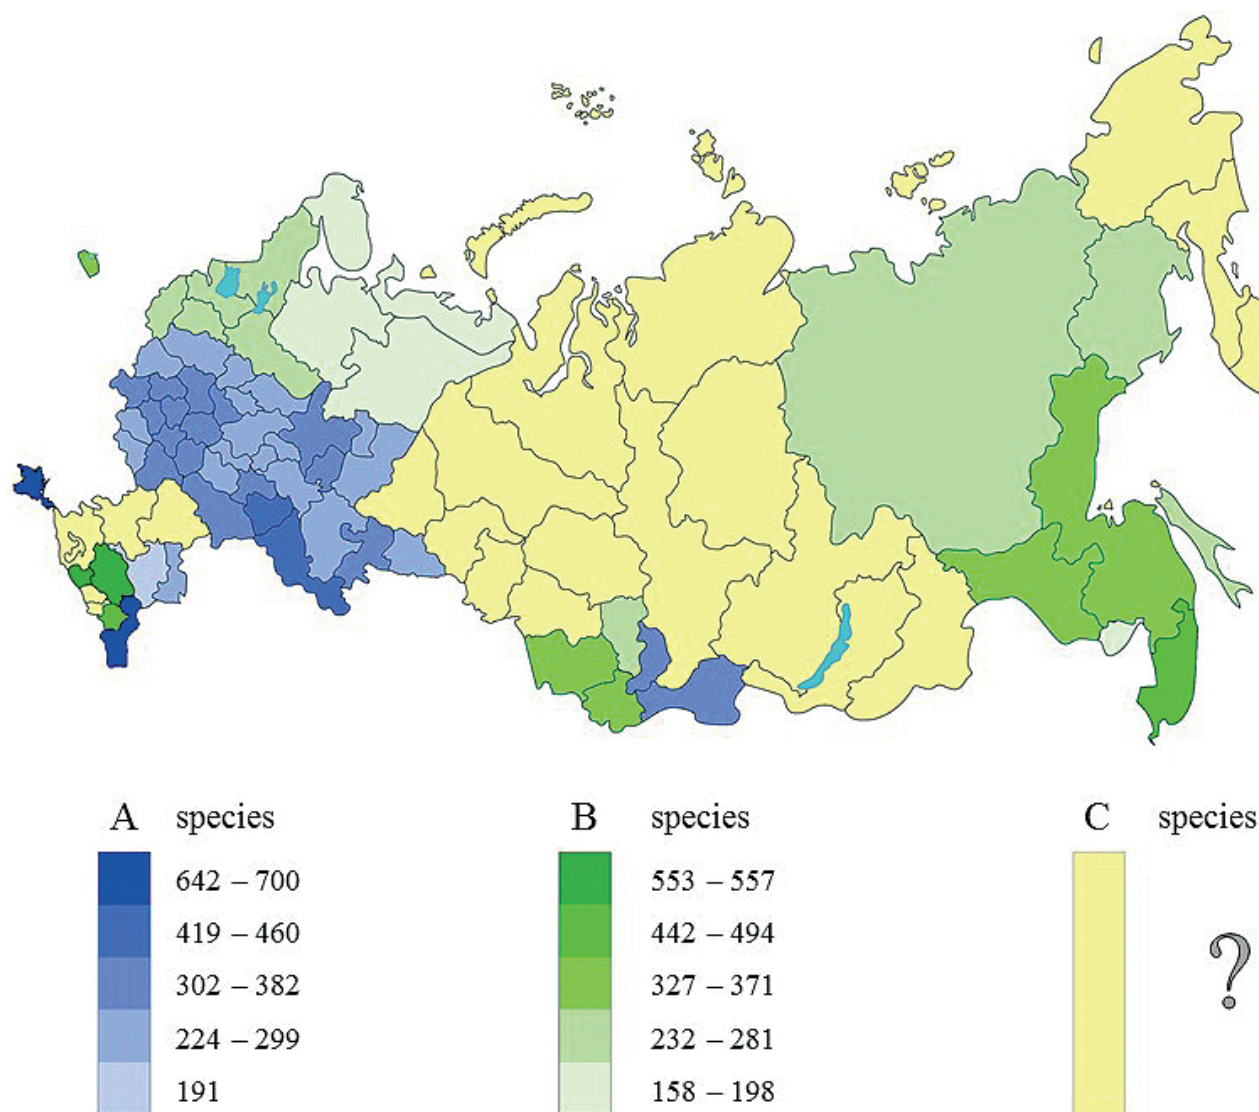 A species B species C species
642 – 700 553 – 557
419 – 460 442 – 494 ?
302 – 382 327 – 371
224 – 299 232 – 281
191 158 – 198